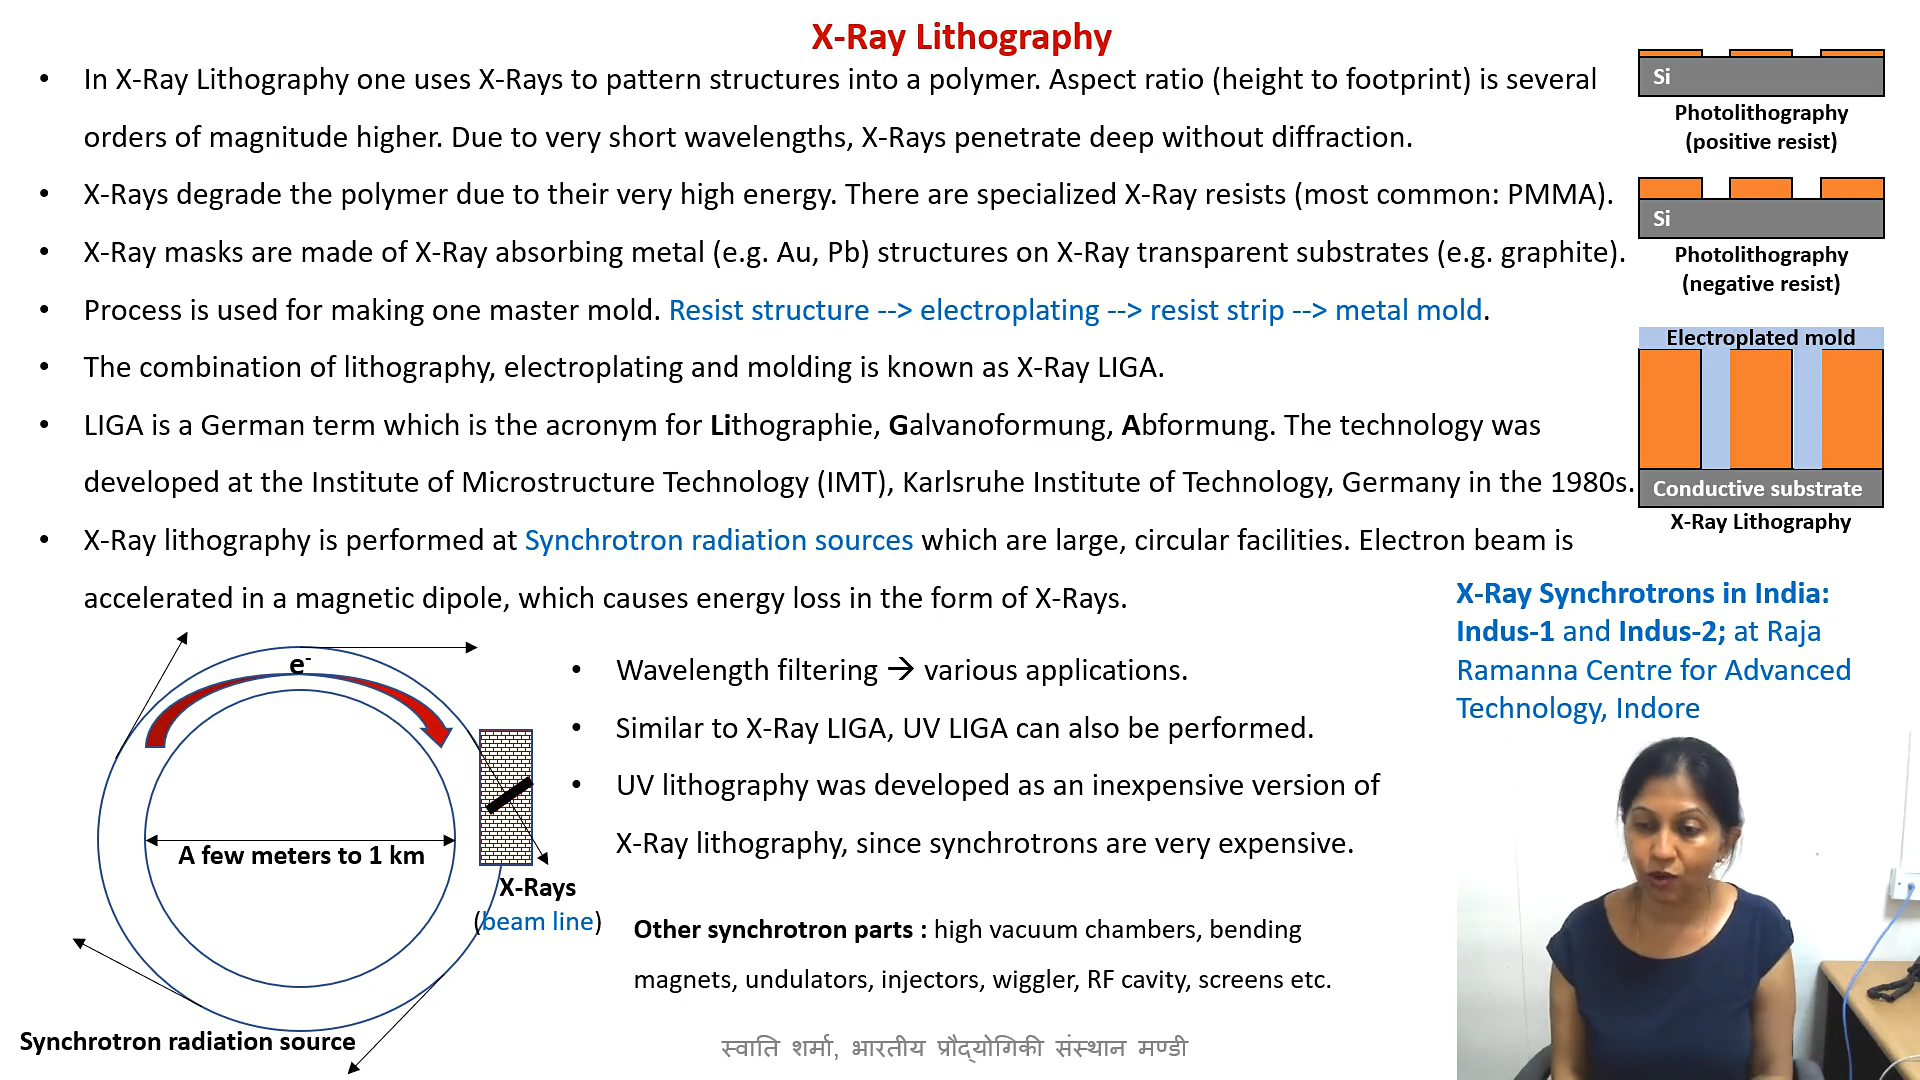 X-Ray Lithography
• In X-Ray Lithography one uses X-Rays to pattern structures into a polymer. Aspect ratio (height to footprint) is several
orders of magnitude higher. Due to very short wavelengths, X-Rays penetrate deep without diffraction.
• X-Rays degrade the polymer due to their very high energy. There are specialized X-Ray resists (most common: PMMA).
• X-Ray masks are made of X-Ray absorbing metal (e.g. Au, Pb) structures on X-Ray transparent substrates (e.g. graphite).
• Process is used for making one master mold. Resist structure --> electroplating --> resist strip --> metal mold.
• The combination of lithography, electroplating and molding is known as X-Ray LIGA.
• LIGA is a German term which is the acronym for Lithographie, Galvanoformung, Abformung. The technology was
developed at the Institute of Microstructure Technology (IMT), Karlsruhe Institute of Technology, Germany in the 1980s.
• X-Ray lithography is performed at Synchrotron radiation sources which are large, circular facilities. Electron beam is
accelerated in a magnetic dipole, which causes energy loss in the form of X-Rays.
Si
Photolithography
(positive resist)
Si
Photolithography
(negative resist)
Electroplated mold
Conductive substrate
X-Ray Lithography
X-Ray Synchrotrons in India:
Indus-1 and Indus-2; at Raja
Ramanna Centre for Advanced
Technology, Indore
e-
A few meters to 1 km
X-Rays
(beam line)
Synchrotron radiation source
• Wavelength filtering → various applications.
• Similar to X-Ray LIGA, UV LIGA can also be performed.
• UV lithography was developed as an inexpensive version of
X-Ray lithography, since synchrotrons are very expensive.
Other synchrotron parts : high vacuum chambers, bending
magnets, undulators, injectors, wiggler, RF cavity, screens etc.
स्वाति शर्मा, भारतीय प्रौद्योगिकी संस्थान मण्डी